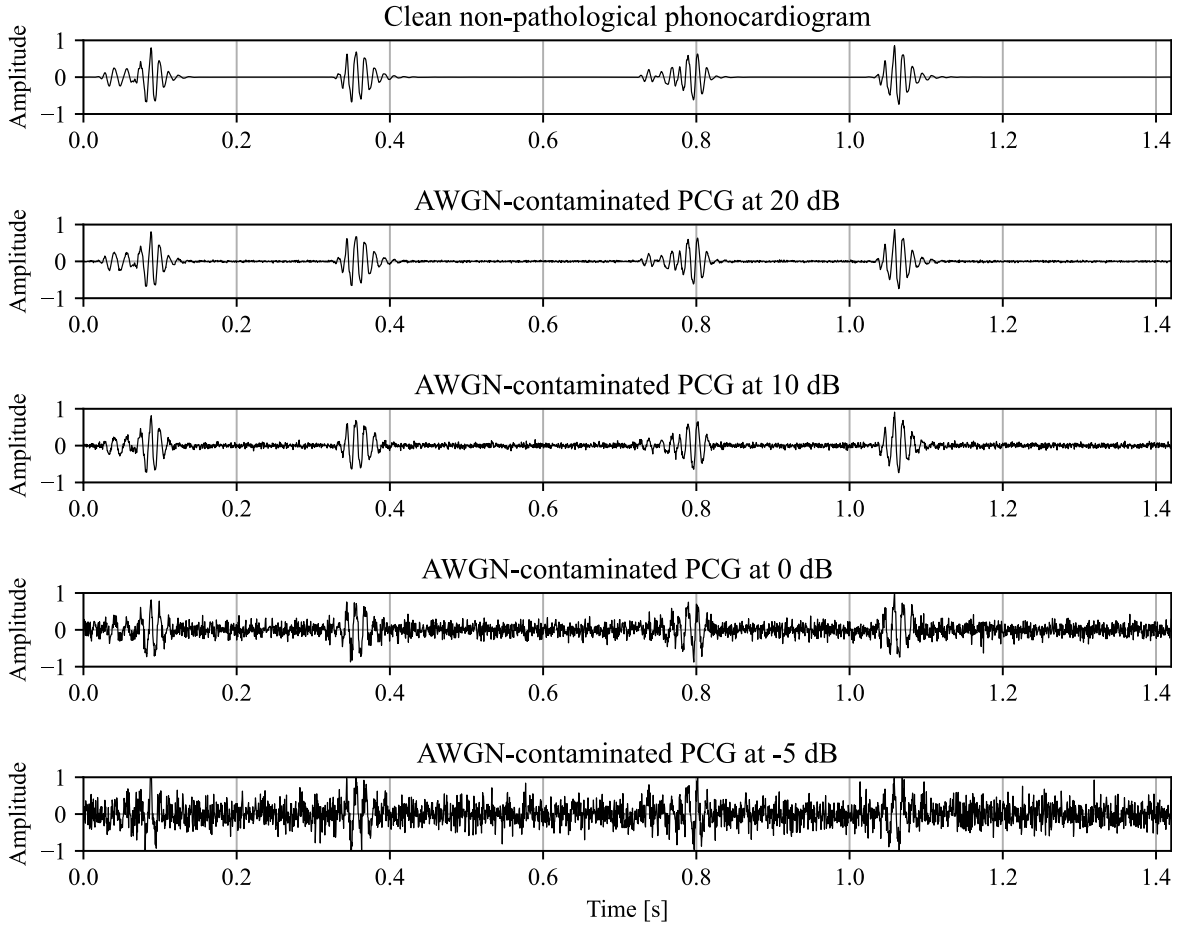 Clean non-pathological phonocardiogram
Amplitude
1
0
−1
0.0 0.2 0.4 0.6 0.8 1.0 1.2 1.4
AWGN-contaminated PCG at 20 dB
Amplitude
1
0
−1
0.0 0.2 0.4 0.6 0.8 1.0 1.2 1.4
AWGN-contaminated PCG at 10 dB
Amplitude
1
0
−1
0.0 0.2 0.4 0.6 0.8 1.0 1.2 1.4
AWGN-contaminated PCG at 0 dB
Amplitude
1
0
−1
0.0 0.2 0.4 0.6 0.8 1.0 1.2 1.4
AWGN-contaminated PCG at -5 dB
Amplitude
1
0
−1
0.0 0.2 0.4 0.6 0.8 1.0 1.2 1.4
Time [s]